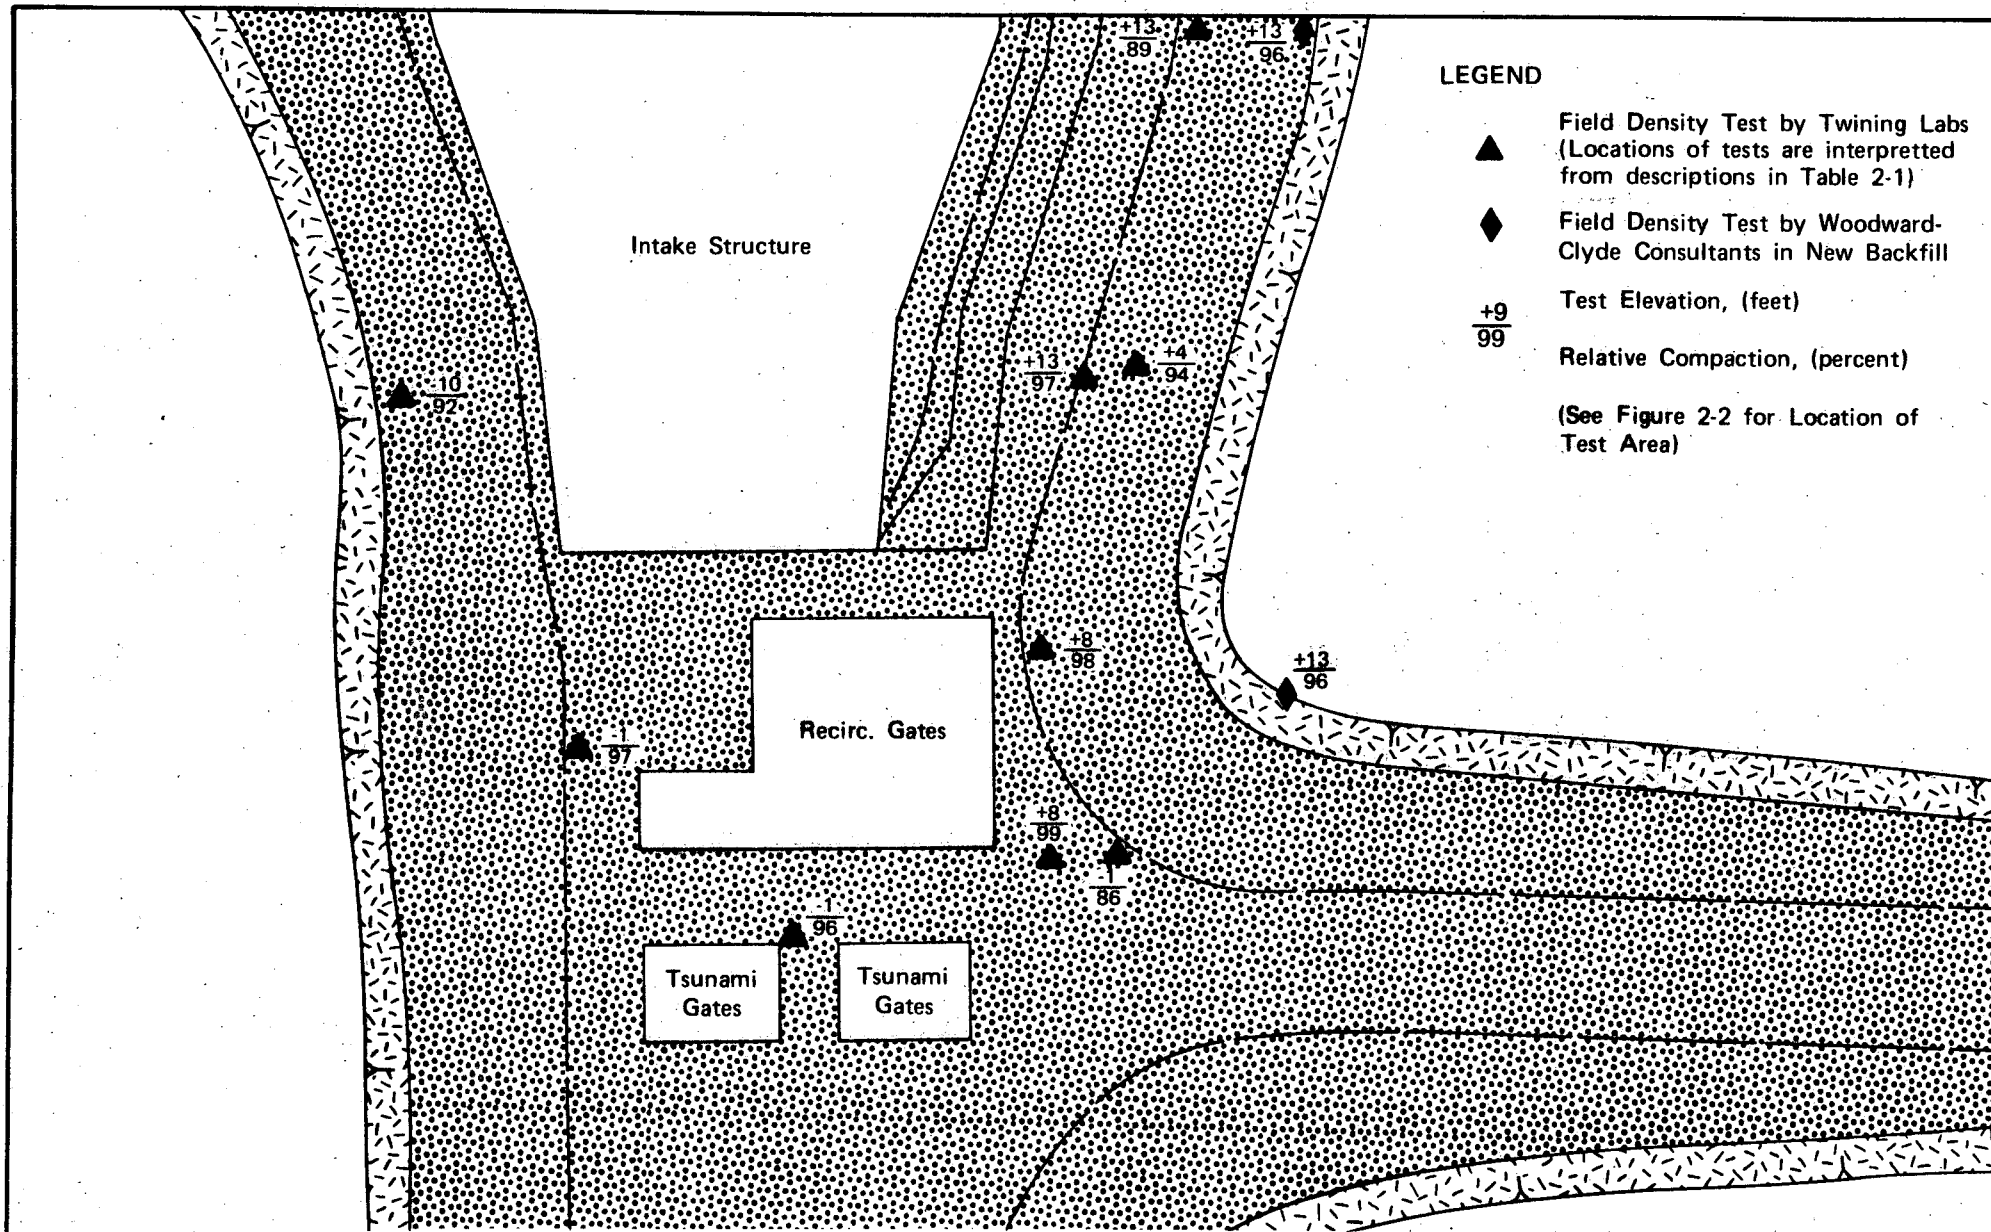 +13
89
+13
96
LEGEND
Field Density Test by Twining Labs
(Locations of tests are interpretted
from descriptions in Table 2-1)
Field Density Test by Woodward-
Clyde Consultants in New Backfill
+9
99
Test Elevation, (feet)
Relative Compaction, (percent)
(See Figure 2-2 for Location of
Test Area)
Intake Structure
+13
97
+4
94
-10
92
+8
98
+13
96
Recirc. Gates
-1
97
+8
99
-1
86
-1
96
Tsunami
Gates
Tsunami
Gates